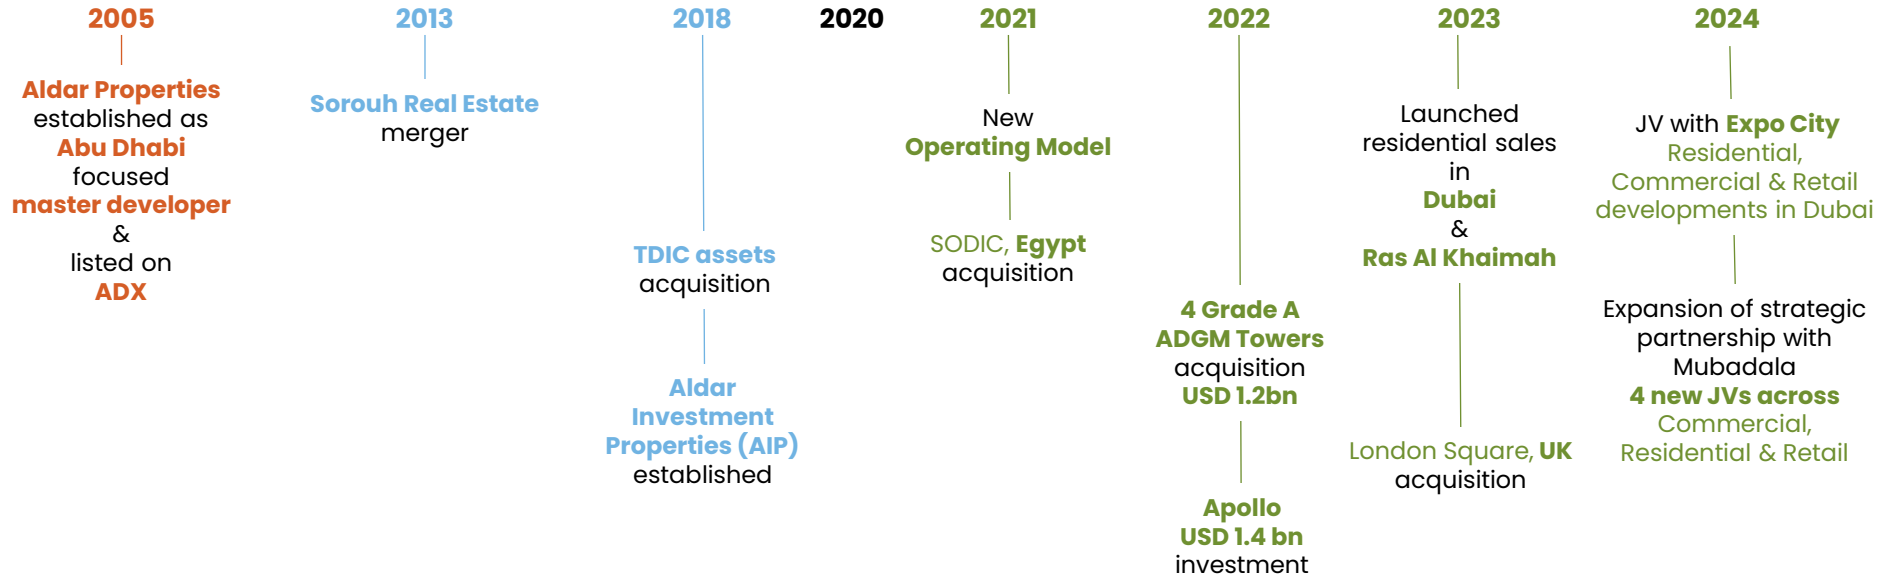 2005
Aldar Properties
established as
Abu Dhabi
focused
master developer
&
listed on
ADX
2013
Sorouh Real Estate
merger
2018
TDIC assets
acquisition
Aldar
Investment
Properties (AIP)
established
2020
2021
New
Operating Model
SODIC, Egypt
acquisition
2022
4 Grade A
ADGM Towers
acquisition
USD 1.2bn
Apollo
USD 1.4 bn
investment
2023
Launched
residential sales
in
Dubai
&
Ras Al Khaimah
London Square, UK
acquisition
2024
JV with Expo City
Residential,
Commercial & Retail
developments in Dubai
Expansion of strategic
partnership with
Mubadala
4 new JVs across
Commercial,
Residential & Retail